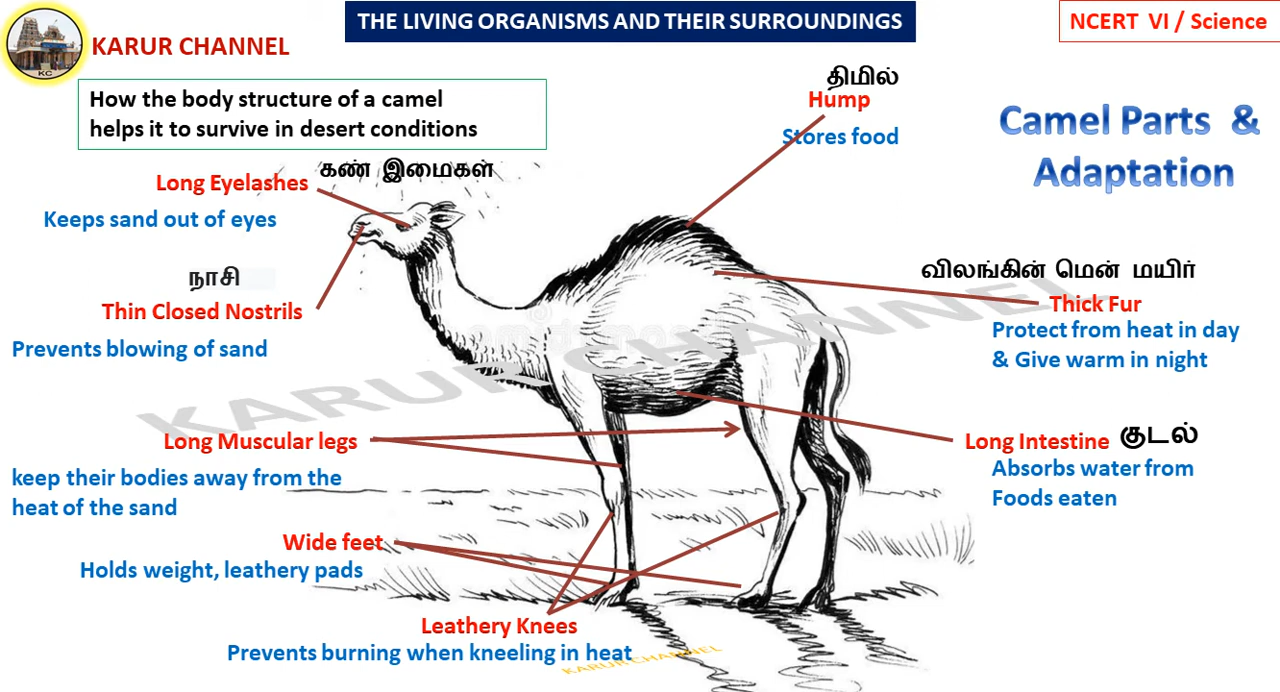 THE LIVING ORGANISMS AND THEIR SURROUNDINGS
NCERT VI / Science
KARUR CHANNEL
KC
How the body structure of a camel
helps it to survive in desert conditions
Camel Parts &
Adaptation
திமில்
Hump
Stores food
கண் இமைகள்
Long Eyelashes
Keeps sand out of eyes
நாசி
Thin Closed Nostrils
Prevents blowing of sand
விலங்கின் மென் மயிர்
Thick Fur
Protect from heat in day
& Give warm in night
KARUR CHANNEL
Long Muscular legs
keep their bodies away from the
heat of the sand
Long Intestine குடல்
Absorbs water from
Foods eaten
Wide feet
Holds weight, leathery pads
Leathery Knees
Prevents burning when kneeling in heat
KARUR CHANNEL